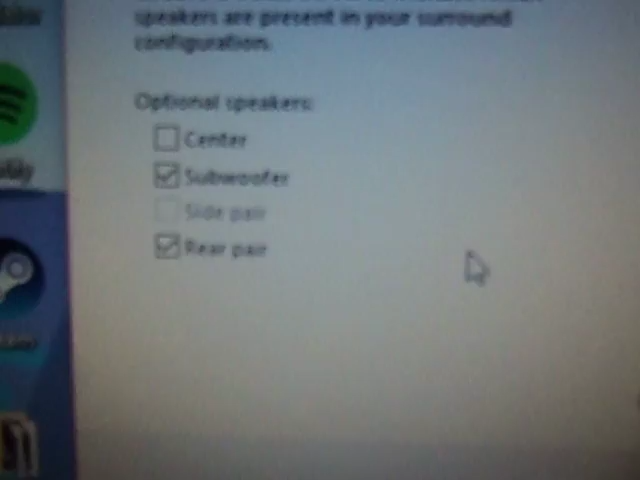 speakers are present in your surround
configuration.
Optional speakers:
Center
Subwoofer
Side pair
Rear pair